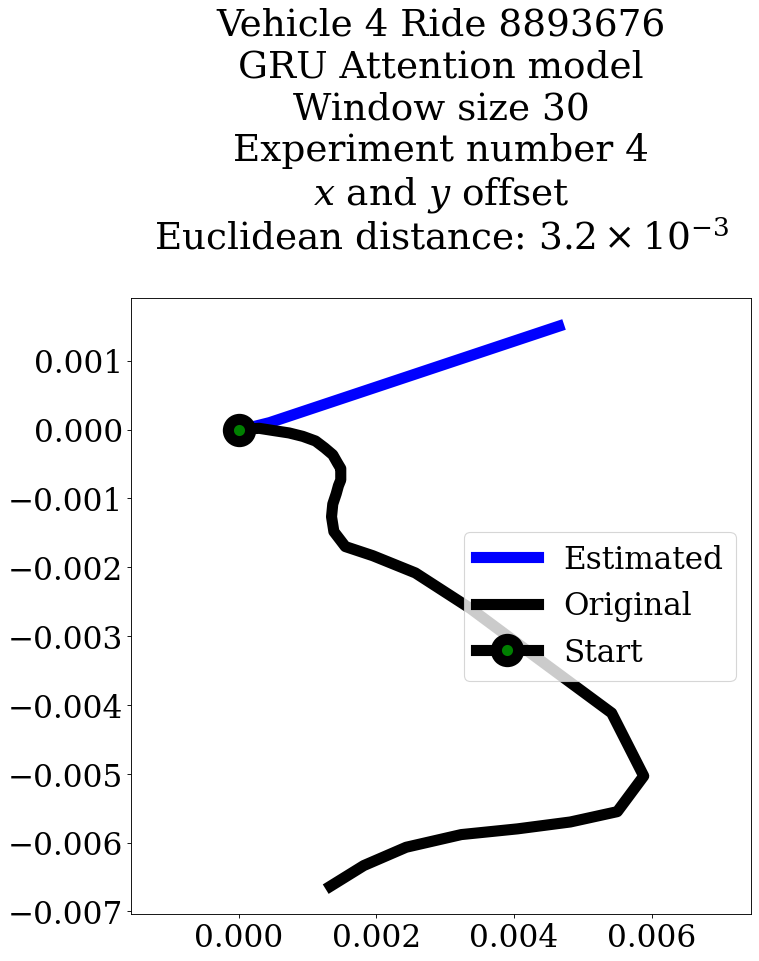 Vehicle 4 Ride 8893676
GRU Attention model
Window size 30
Experiment number 4
x and y offset
Euclidean distance: 3.2 × 10⁻³
0.001
0.000
−0.001
−0.002
−0.003
−0.004
−0.005
−0.006
−0.007
Estimated
Original
Start
0.000 0.002 0.004 0.006